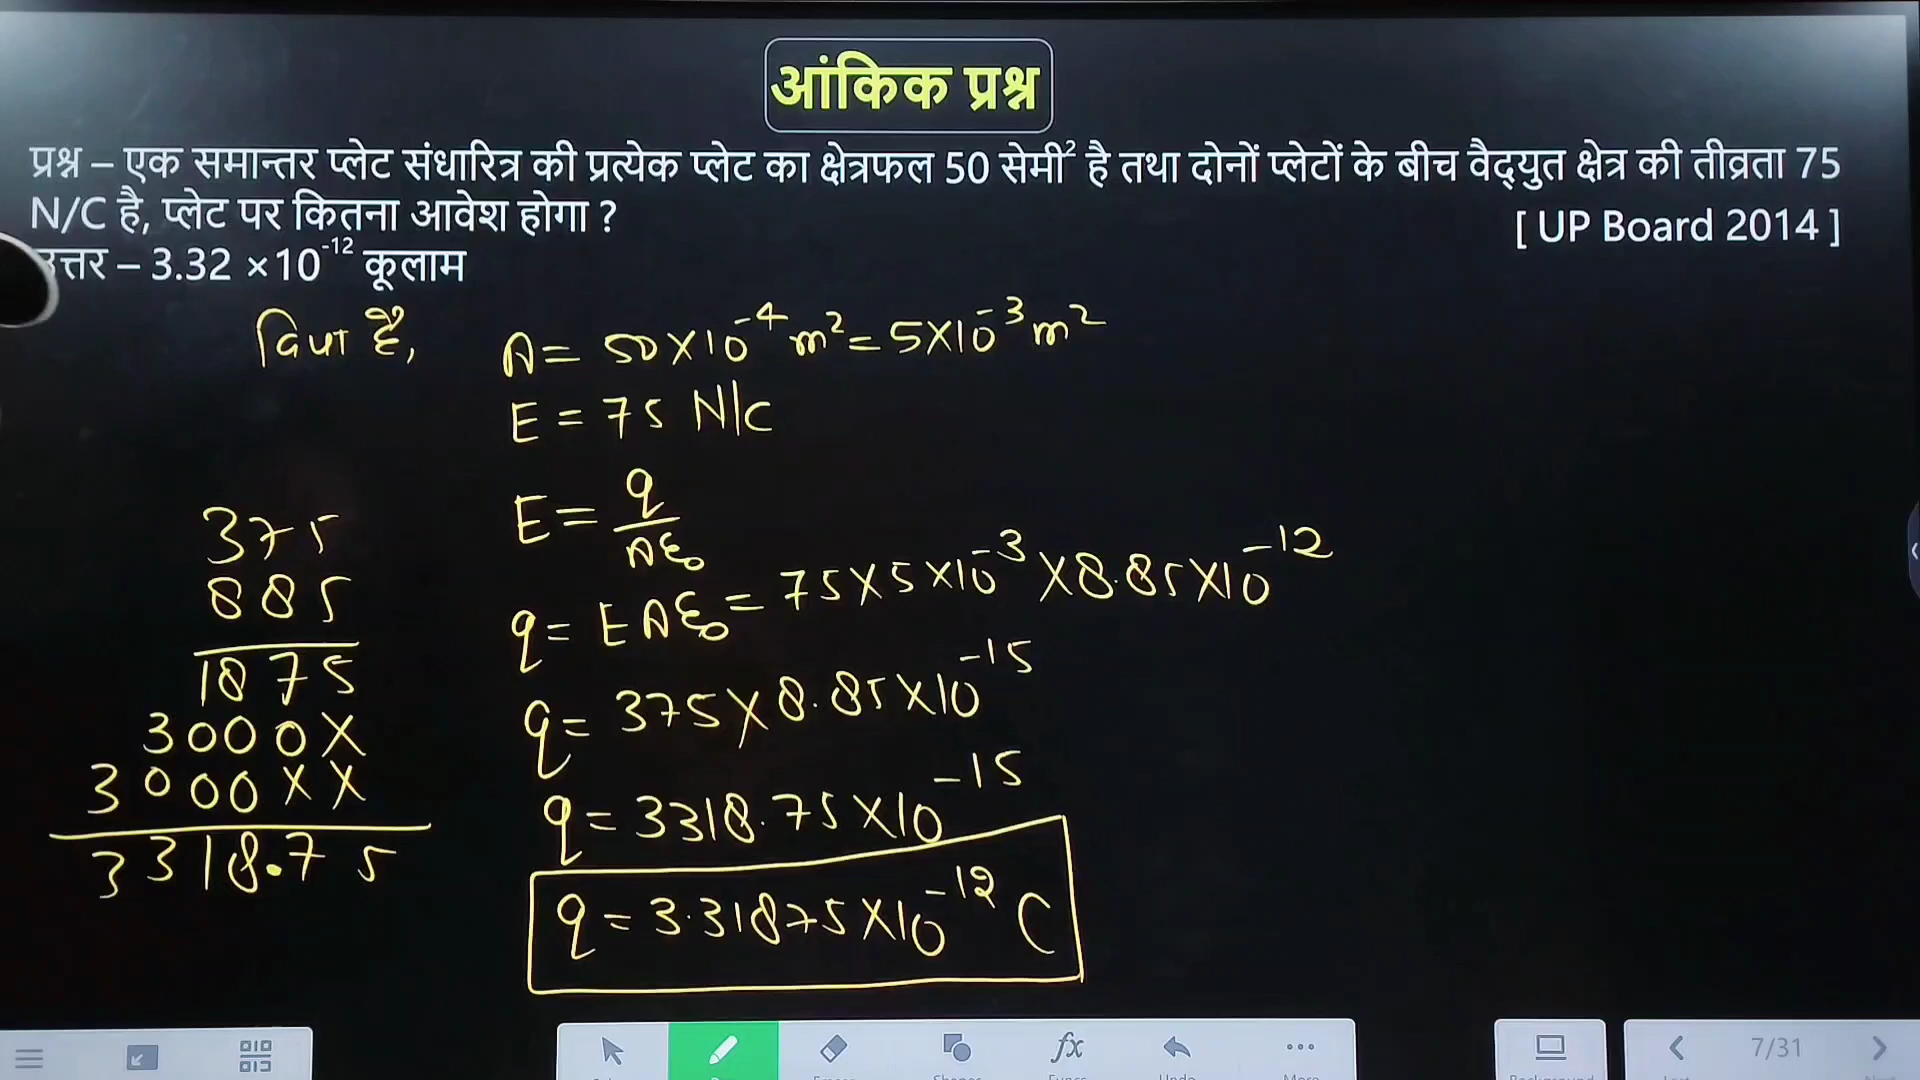 आंकिक प्रश्न
प्रश्न – एक समान्तर प्लेट संधारित्र की प्रत्येक प्लेट का क्षेत्रफल 50 सेमी² है तथा दोनों प्लेटों के बीच वैद्युत क्षेत्र की तीव्रता 75
N/C है, प्लेट पर कितना आवेश होगा ?
[ UP Board 2014 ]
उत्तर – 3.32 ×10⁻¹² कूलाम
दिया है,
A = 50 × 10⁻⁴ m² = 5×10⁻³ m²
E = 75 N/C
E = q/Aε₀
q = EAε₀ = 75 × 5 × 10⁻³ × 8.85 × 10⁻¹²
q = 375 × 8.85 × 10⁻¹⁵
q = 3318.75 × 10⁻¹⁵
q = 3.31875 × 10⁻¹² C
375
885
1875
3000×
3000××
3318.75
fx
7/31